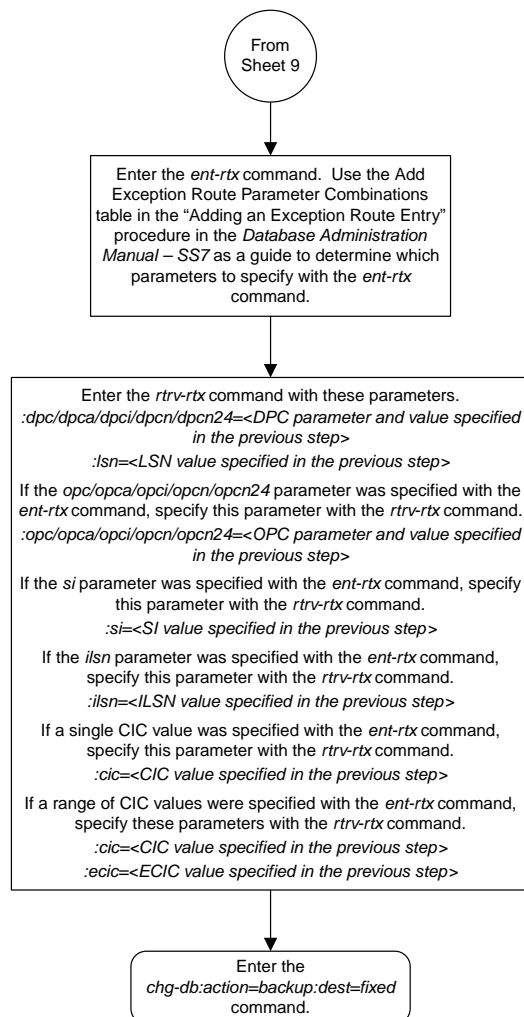 From
Sheet 9
Enter the ent-rtx command. Use the Add
Exception Route Parameter Combinations
table in the “Adding an Exception Route Entry”
procedure in the Database Administration
Manual – SS7 as a guide to determine which
parameters to specify with the ent-rtx
command.
Enter the rtrv-rtx command with these parameters.
:dpc/dpca/dpci/dpcn/dpcn24=<DPC parameter and value specified
in the previous step>
:lsn=<LSN value specified in the previous step>
If the opc/opca/opci/opcn/opcn24 parameter was specified with the
ent-rtx command, specify this parameter with the rtrv-rtx command.
:opc/opca/opci/opcn/opcn24=<OPC parameter and value specified
in the previous step>
If the si parameter was specified with the ent-rtx command, specify
this parameter with the rtrv-rtx command.
:si=<SI value specified in the previous step>
If the ilsn parameter was specified with the ent-rtx command,
specify this parameter with the rtrv-rtx command.
:ilsn=<ILSN value specified in the previous step>
If a single CIC value was specified with the ent-rtx command,
specify this parameter with the rtrv-rtx command.
:cic=<CIC value specified in the previous step>
If a range of CIC values were specified with the ent-rtx command,
specify these parameters with the rtrv-rtx command.
:cic=<CIC value specified in the previous step>
:ecic=<ECIC value specified in the previous step>
Enter the
chg-db:action=backup:dest=fixed
command.